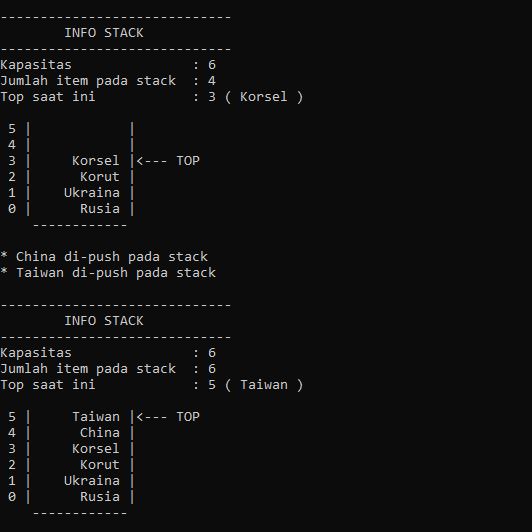 -----------------------------
        INFO STACK
-----------------------------
Kapasitas               : 6
Jumlah item pada stack  : 4
Top saat ini            : 3 ( Korsel )

 5 |            |
 4 |            |
 3 |     Korsel |<--- TOP
 2 |      Korut |
 1 |    Ukraina |
 0 |      Rusia |
    ------------

* China di-push pada stack
* Taiwan di-push pada stack

-----------------------------
        INFO STACK
-----------------------------
Kapasitas               : 6
Jumlah item pada stack  : 6
Top saat ini            : 5 ( Taiwan )

 5 |     Taiwan |<--- TOP
 4 |      China |
 3 |     Korsel |
 2 |      Korut |
 1 |    Ukraina |
 0 |      Rusia |
    ------------